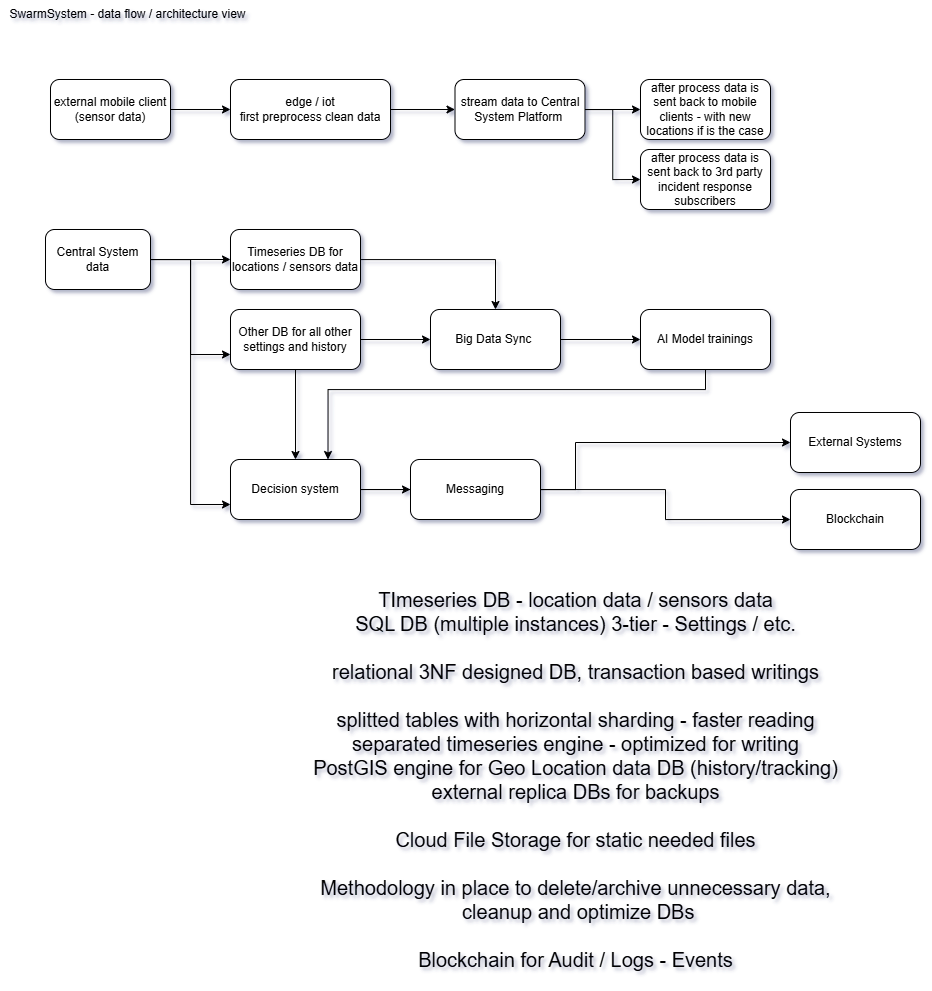 SwarmSystem - data flow / architecture view
external mobile client
(sensor data)
edge / iot
first preprocess clean data
stream data to Central
System Platform
after process data is
sent back to mobile
clients - with new
locations if is the case
after process data is
sent back to 3rd party
incident response
subscribers
Central System
data
Timeseries DB for
locations / sensors data
Other DB for all other
settings and history
Big Data Sync
AI Model trainings
External Systems
Decision system
Messaging
Blockchain
TImeseries DB - location data / sensors data
SQL DB (multiple instances) 3-tier - Settings / etc.
relational 3NF designed DB, transaction based writings
splitted tables with horizontal sharding - faster reading
separated timeseries engine - optimized for writing
PostGIS engine for Geo Location data DB (history/tracking)
external replica DBs for backups
Cloud File Storage for static needed files
Methodology in place to delete/archive unnecessary data,
cleanup and optimize DBs
Blockchain for Audit / Logs - Events